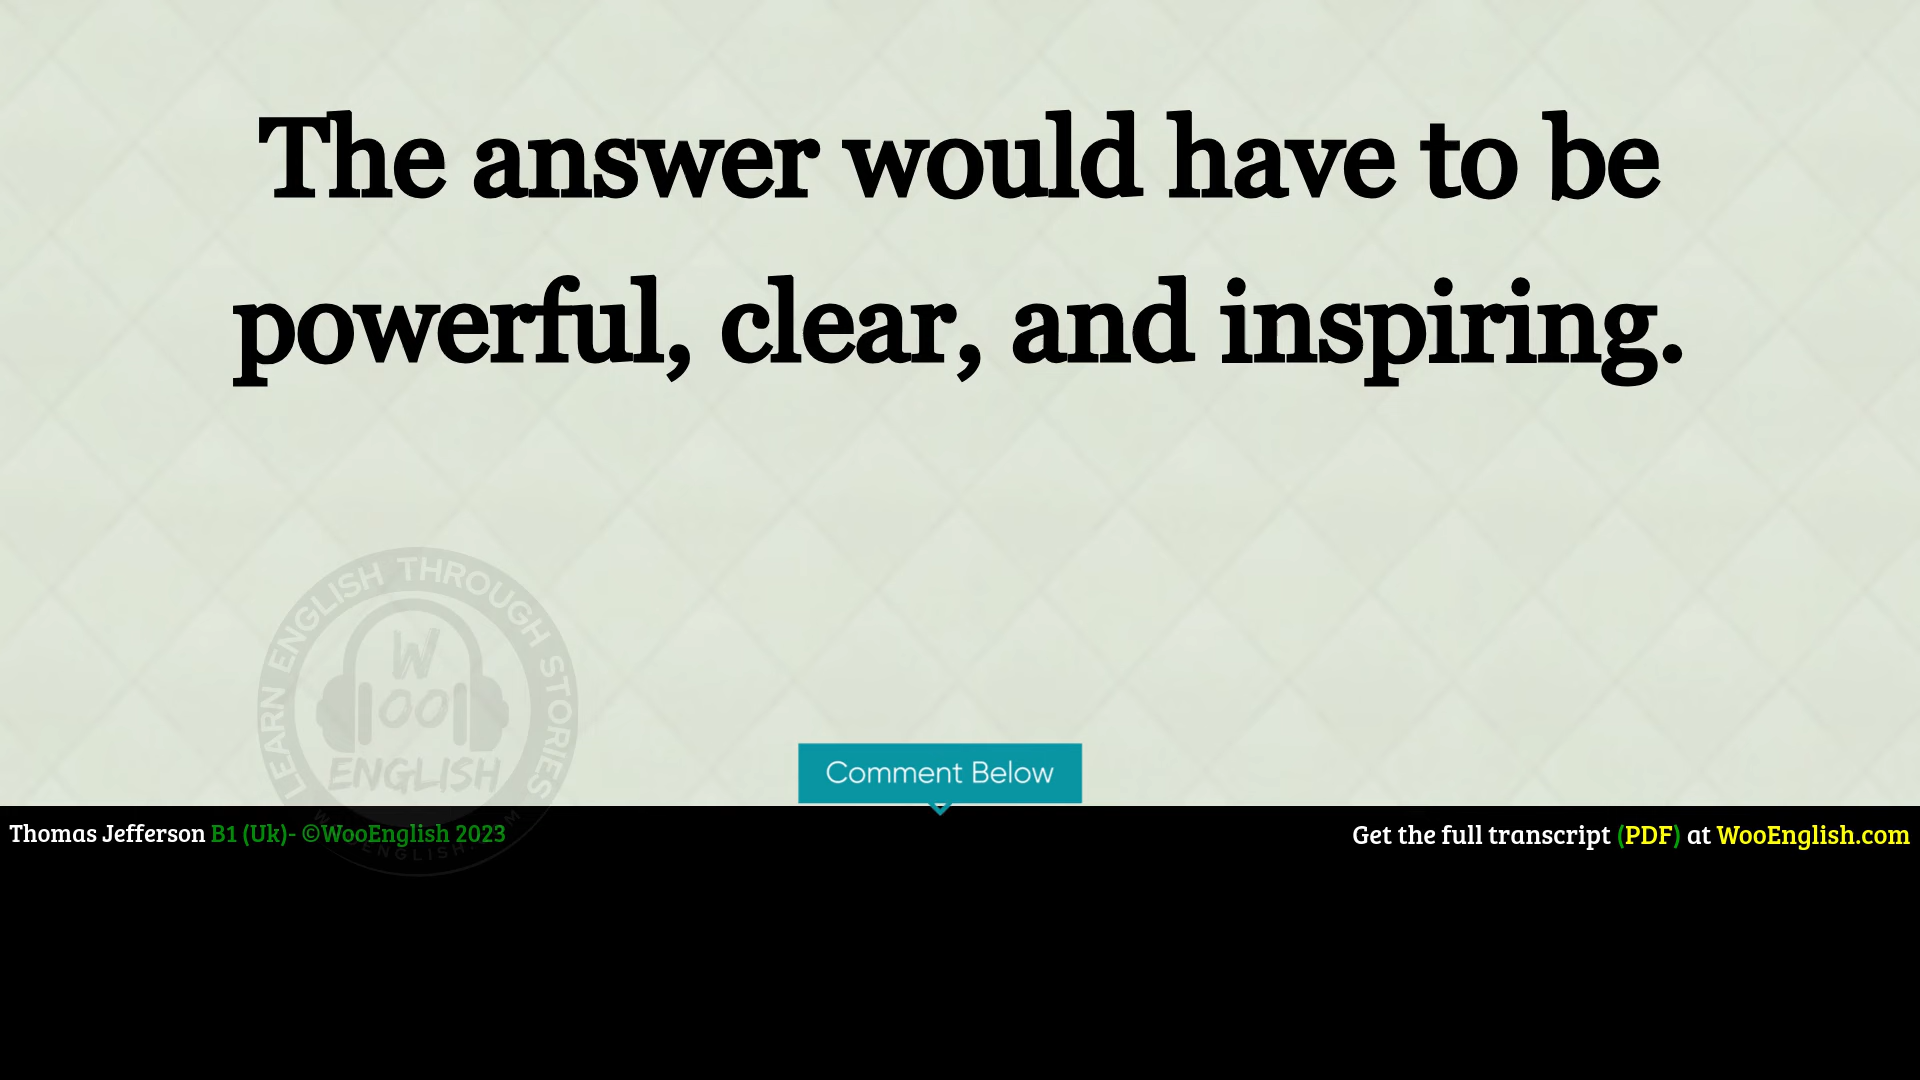 The answer would have to be
powerful, clear, and inspiring.
LEARN ENGLISH THROUGH STORIES
W
OO
ENGLISH
Comment Below
Thomas Jefferson B1 (Uk)- ©WooEnglish 2023
Get the full transcript (PDF) at WooEnglish.com